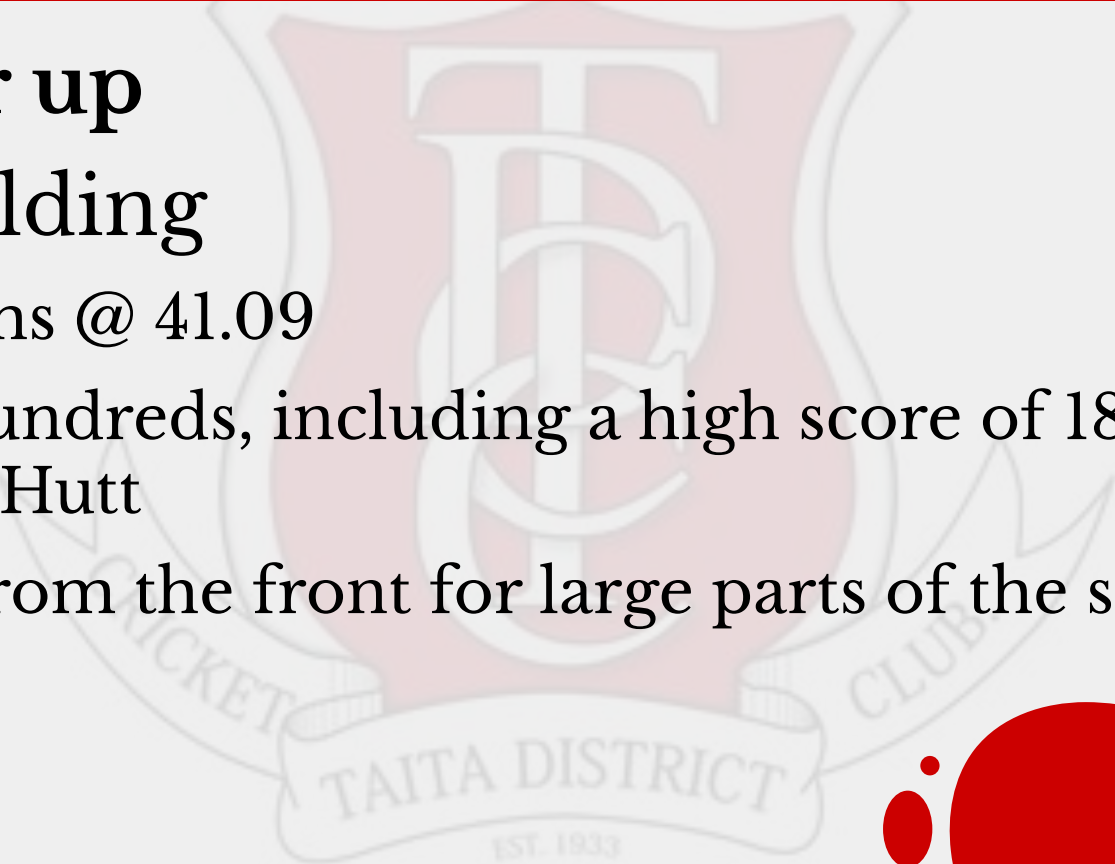 r up
lding
ns @ 41.09
undreds, including a high score of 18
Hutt
rom the front for large parts of the s
CRICKET
CLUB.
TAITA DISTRICT
EST. 1933